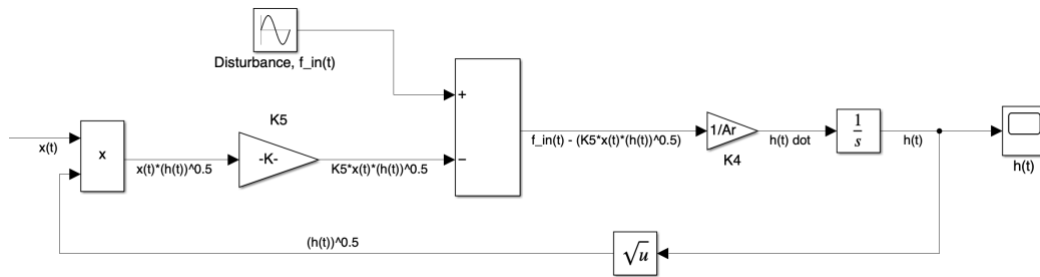 Disturbance, f_in(t)
+
K5
x(t)
x
-K-
−
f_in(t) - (K5*x(t)*(h(t))^0.5)
1/Ar
h(t) dot
1
s
h(t)
x(t)*(h(t))^0.5
K5*x(t)*(h(t))^0.5
K4
h(t)
(h(t))^0.5
√u